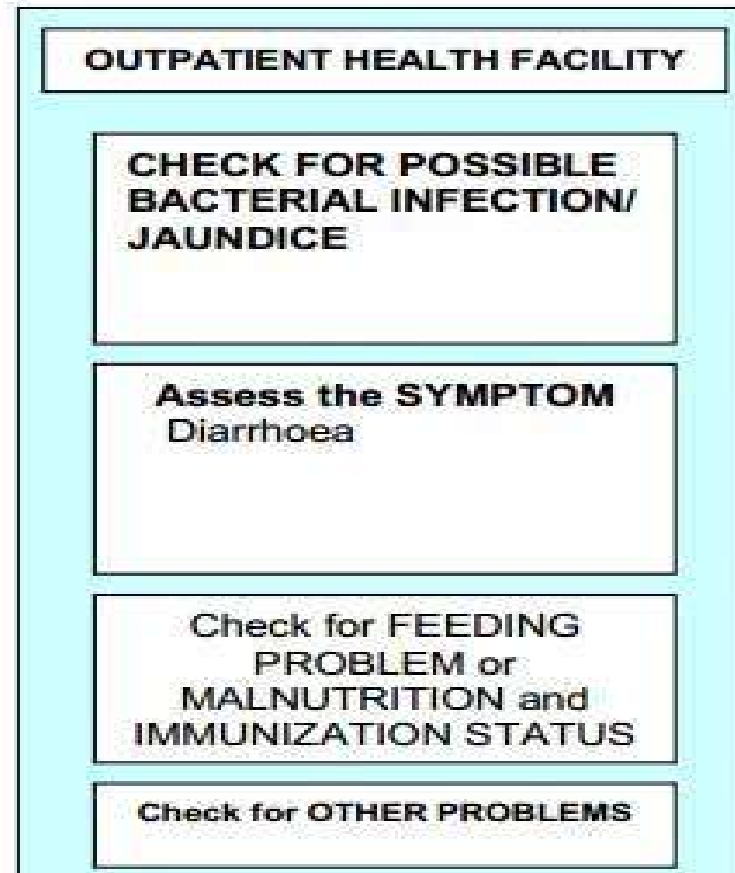 OUTPATIENT HEALTH FACILITY
CHECK FOR POSSIBLE
BACTERIAL INFECTION/
JAUNDICE
Assess the SYMPTOM
Diarrhoea
Check for FEEDING
PROBLEM or
MALNUTRITION and
IMMUNIZATION STATUS
Check for OTHER PROBLEMS